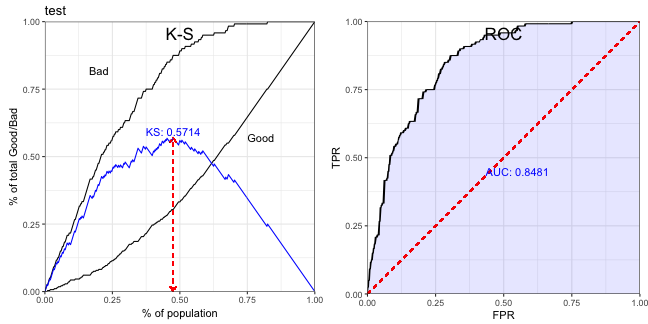 test
K-S
% of total Good/Bad
1.00
0.75
0.50
0.25
0.00
Bad
KS: 0.5714
Good
0.00 0.25 0.50 0.75 1.00
% of population
ROC
TPR
1.00
0.75
0.50
0.25
0.00
AUC: 0.8481
0.00 0.25 0.50 0.75 1.00
FPR